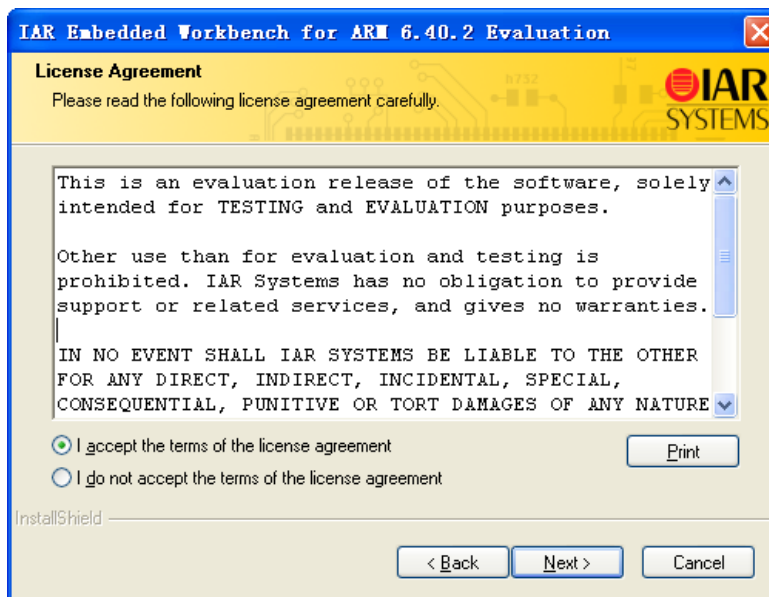 IAR Embedded Workbench for ARM 6.40.2 Evaluation
License Agreement
Please read the following license agreement carefully.
h732
IAR
SYSTEMS
This is an evaluation release of the software, solely
intended for TESTING and EVALUATION purposes.
Other use than for evaluation and testing is
prohibited. IAR Systems has no obligation to provide
support or related services, and gives no warranties.
IN NO EVENT SHALL IAR SYSTEMS BE LIABLE TO THE OTHER
FOR ANY DIRECT, INDIRECT, INCIDENTAL, SPECIAL,
CONSEQUENTIAL, PUNITIVE OR TORT DAMAGES OF ANY NATURE
I accept the terms of the license agreement
Print
I do not accept the terms of the license agreement
InstallShield
< Back
Next >
Cancel